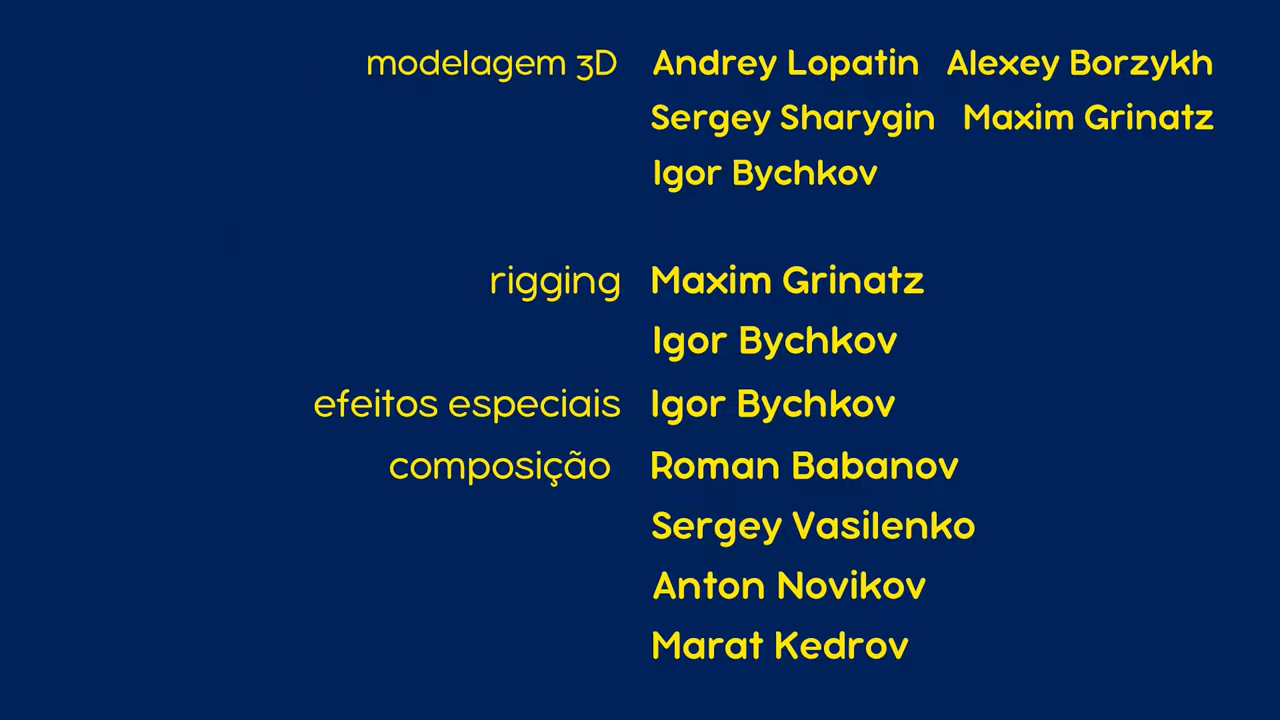 modelagem 3D Andrey Lopatin Alexey Borzykh
Sergey Sharygin Maxim Grinatz
Igor Bychkov
rigging Maxim Grinatz
Igor Bychkov
efeitos especiais Igor Bychkov
composição Roman Babanov
Sergey Vasilenko
Anton Novikov
Marat Kedrov